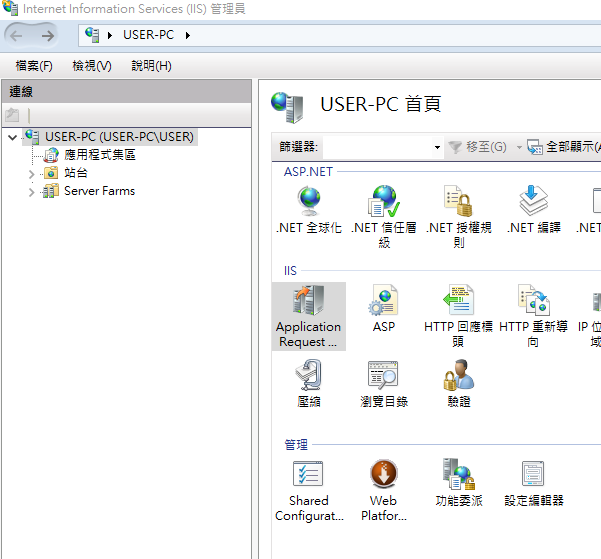 Internet Information Services (IIS) 管理員
USER-PC
檔案(F) 檢視(V) 說明(H)
連線
USER-PC (USER-PC\USER)
應用程式集區
站台
Server Farms
USER-PC 首頁
篩選器: 移至(G) 全部顯示(A
ASP.NET
.NET 全球化 .NET 信任層級 .NET 授權規則 .NET 編譯 .NET
IIS
Application Request ... ASP HTTP 回應標頭 HTTP 重新導向 IP 位 域
壓縮 瀏覽目錄 驗證
管理
Shared Configurat... Web Platfor... 功能委派 設定編輯器